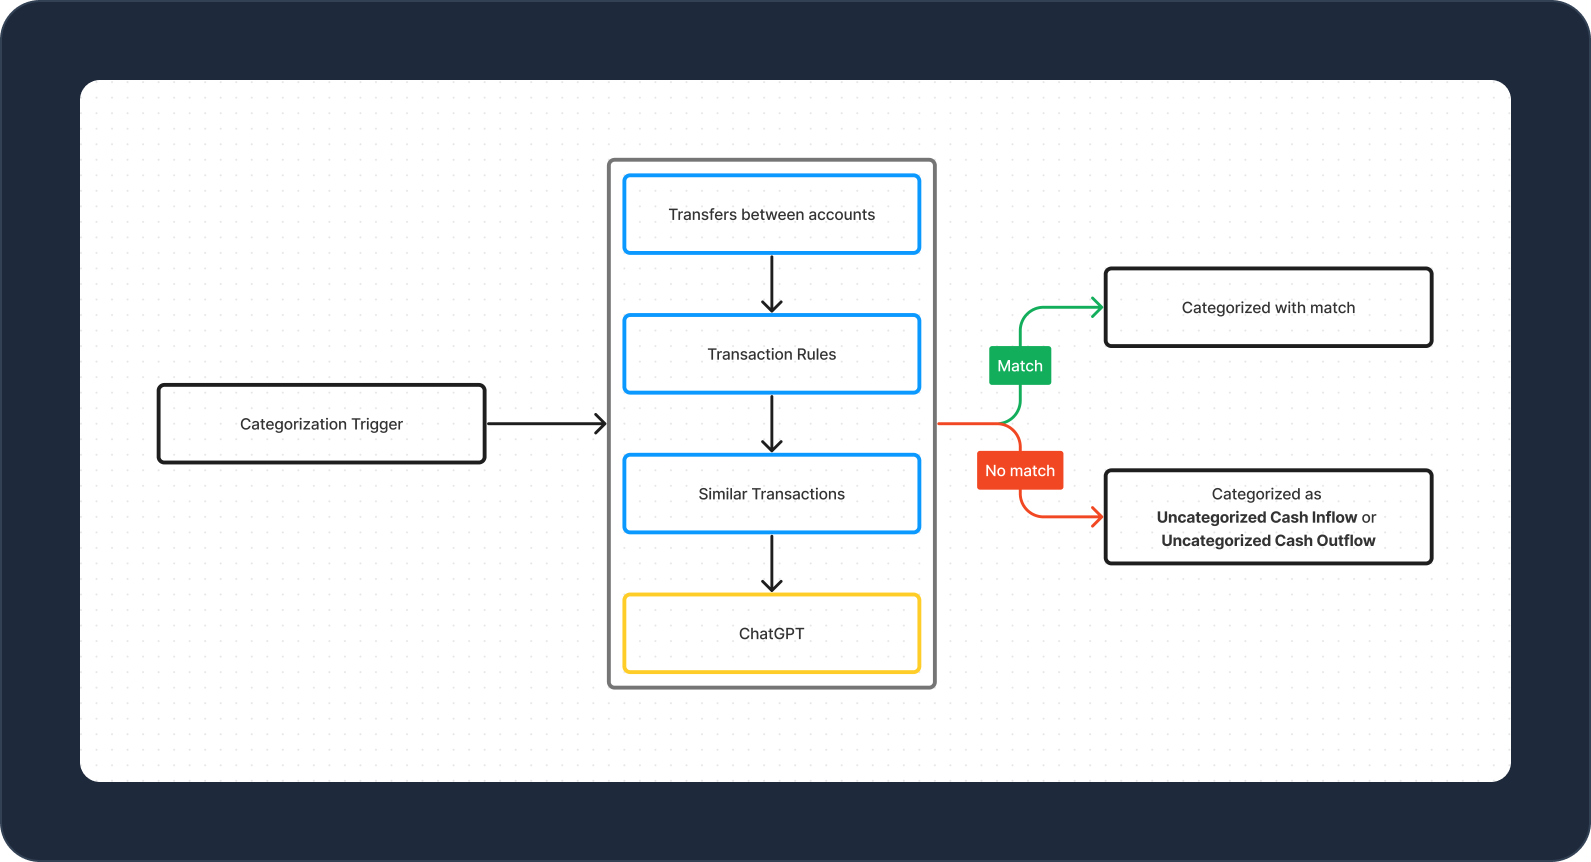 Transfers between accounts
Transaction Rules
Categorization Trigger
Similar Transactions
ChatGPT
Match
No match
Categorized with match
Categorized as
Uncategorized Cash Inflow or
Uncategorized Cash Outflow